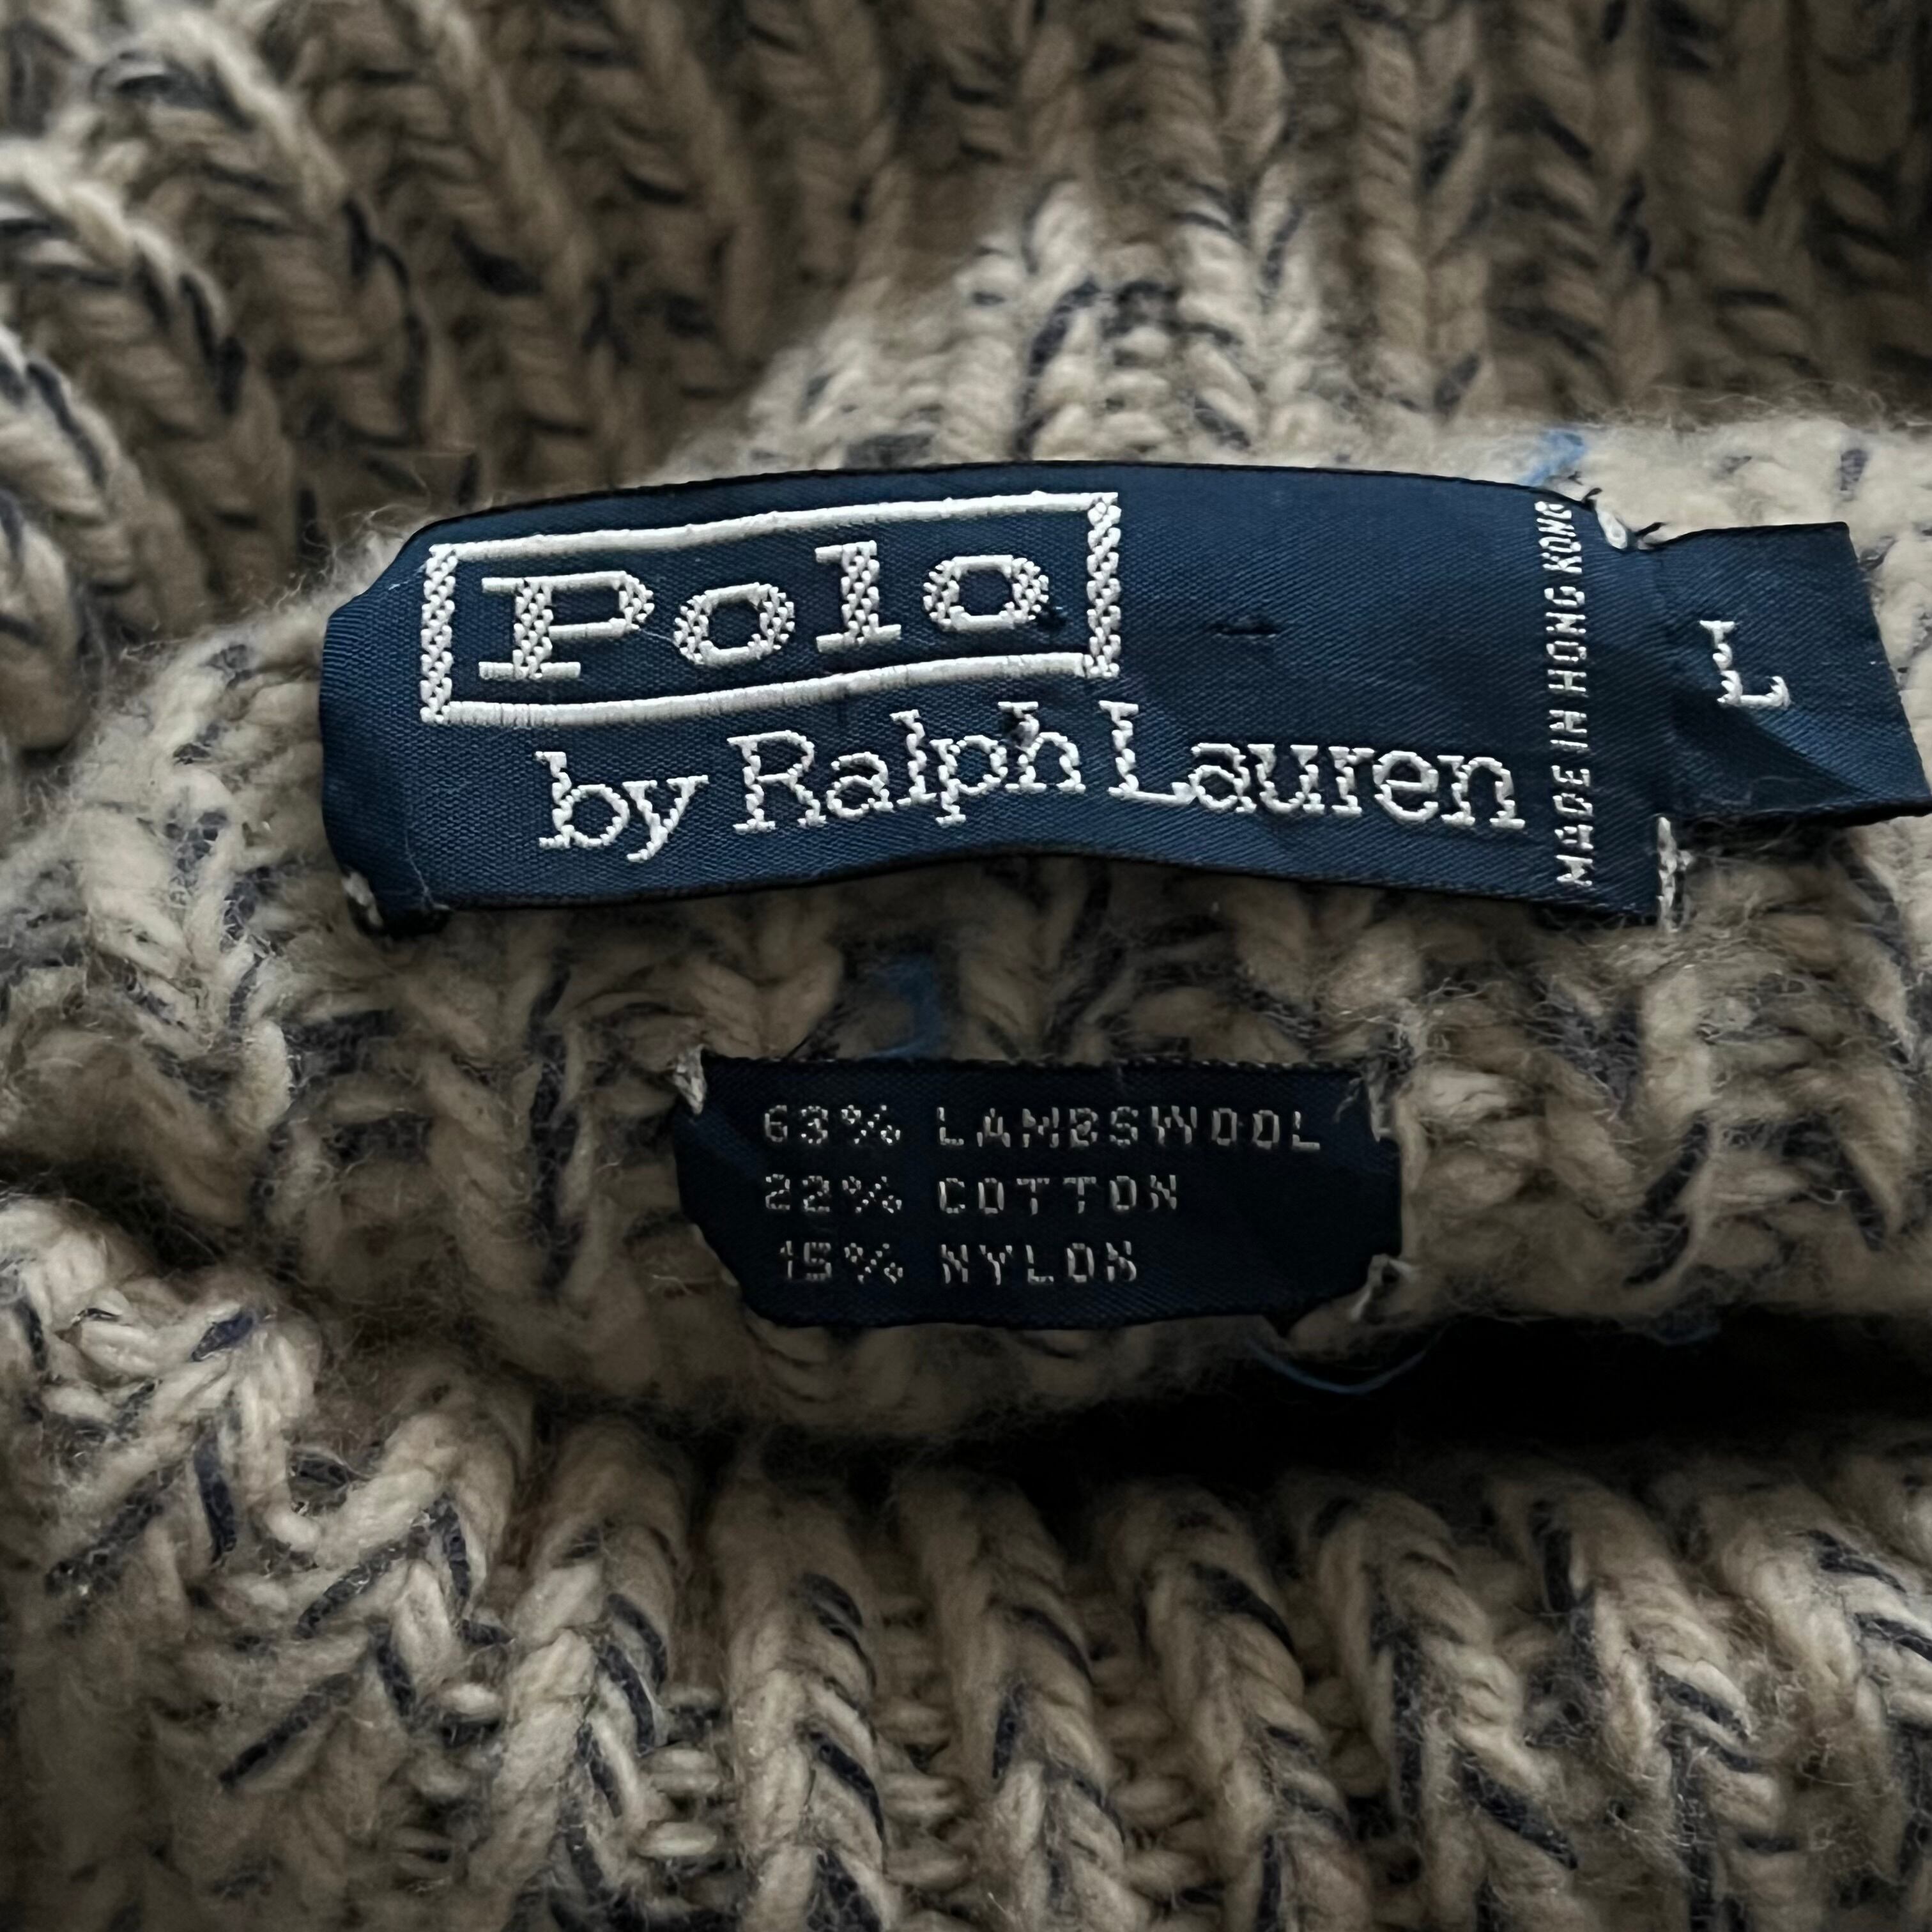 Polo
by Ralph Lauren
MADE IN HONG KONG
L
63% LAMBSWOOL
22% COTTON
15% NYLON